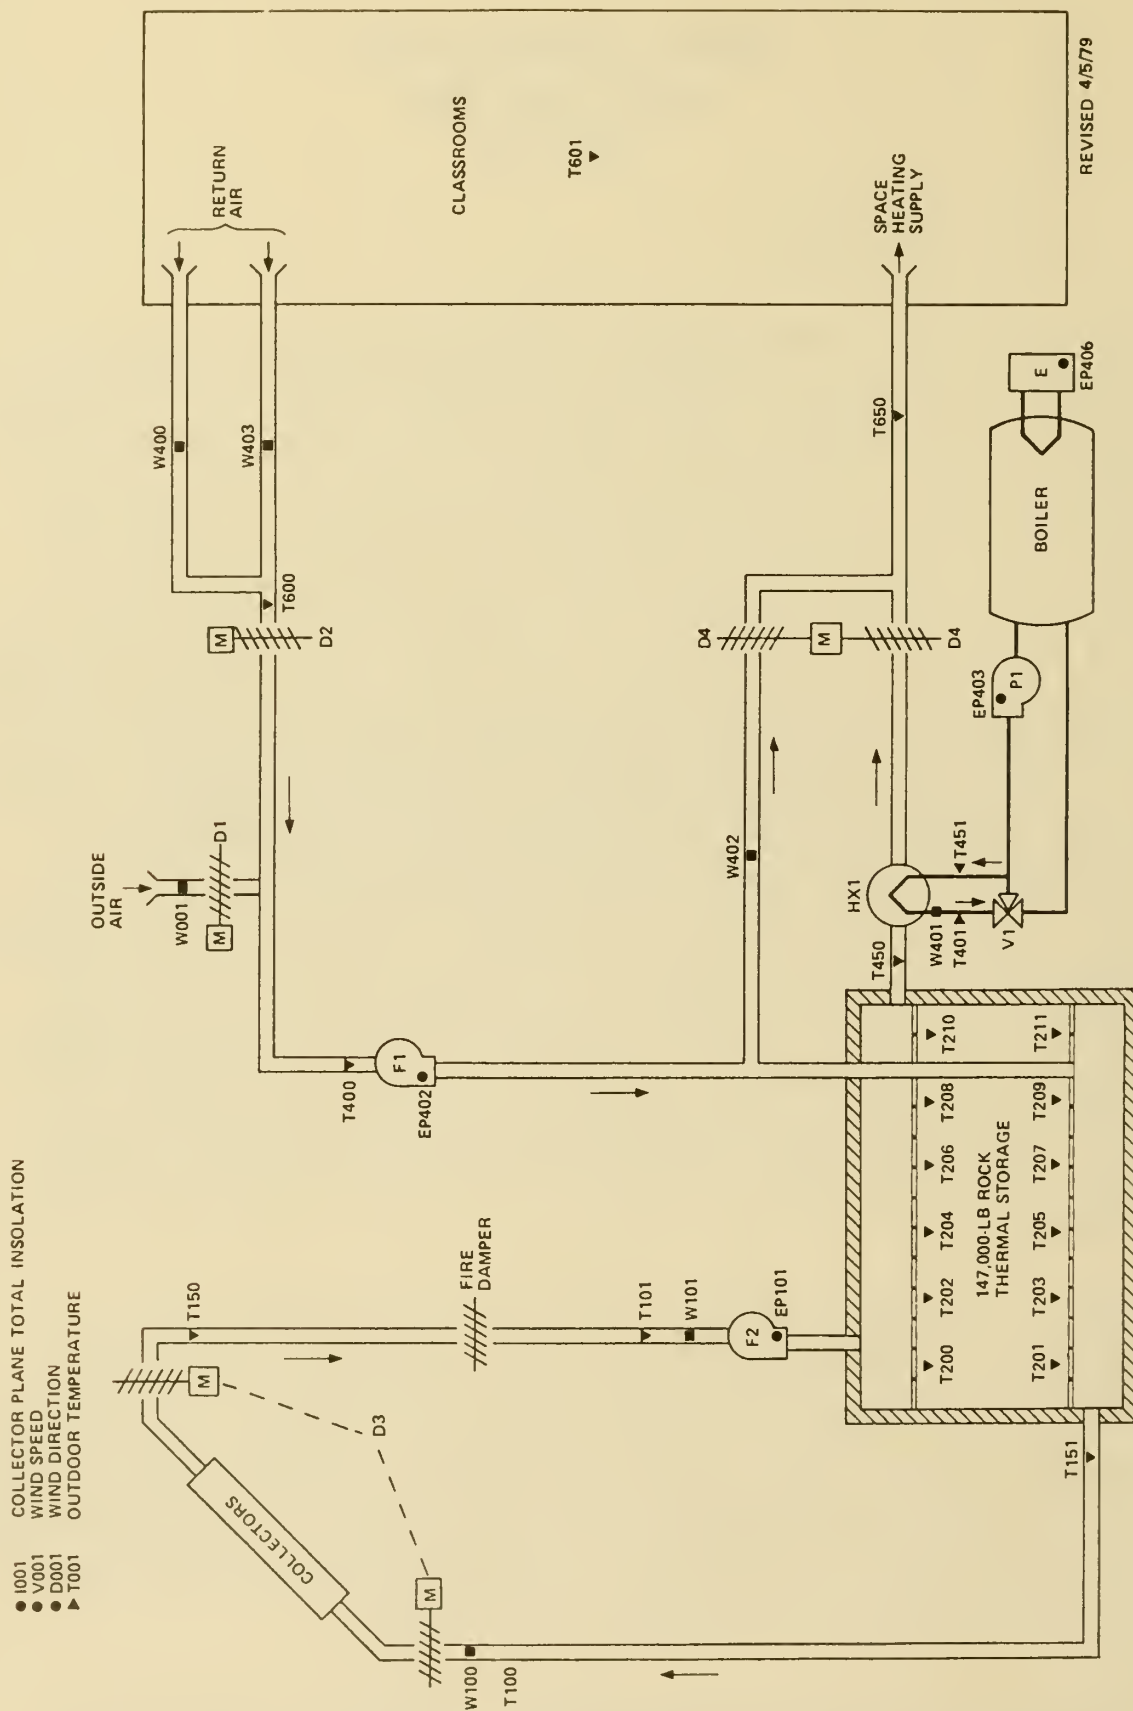 ● I001 COLLECTOR PLANE TOTAL INSOLATION
● V001 WIND SPEED
● D001 WIND DIRECTION
▶ T001 OUTDOOR TEMPERATURE
OUTSIDE
AIR
W001
M
D1
M
D2
T600
W400
W403
RETURN
AIR
CLASSROOMS
T601
T400
F1
EP402
M
T150
D3
COLLECTORS
M
W100
T100
FIRE
DAMPER
T101
W101
F2
EP101
T151
T200
T202
T204
T206
T208
T210
147,000-LB ROCK
THERMAL STORAGE
T201
T203
T205
T207
T209
T211
W402
D4
M
D4
T450
HX1
W401
T401
T451
V1
EP403
P1
BOILER
E
EP406
T650
SPACE
HEATING
SUPPLY
REVISED 4/5/79